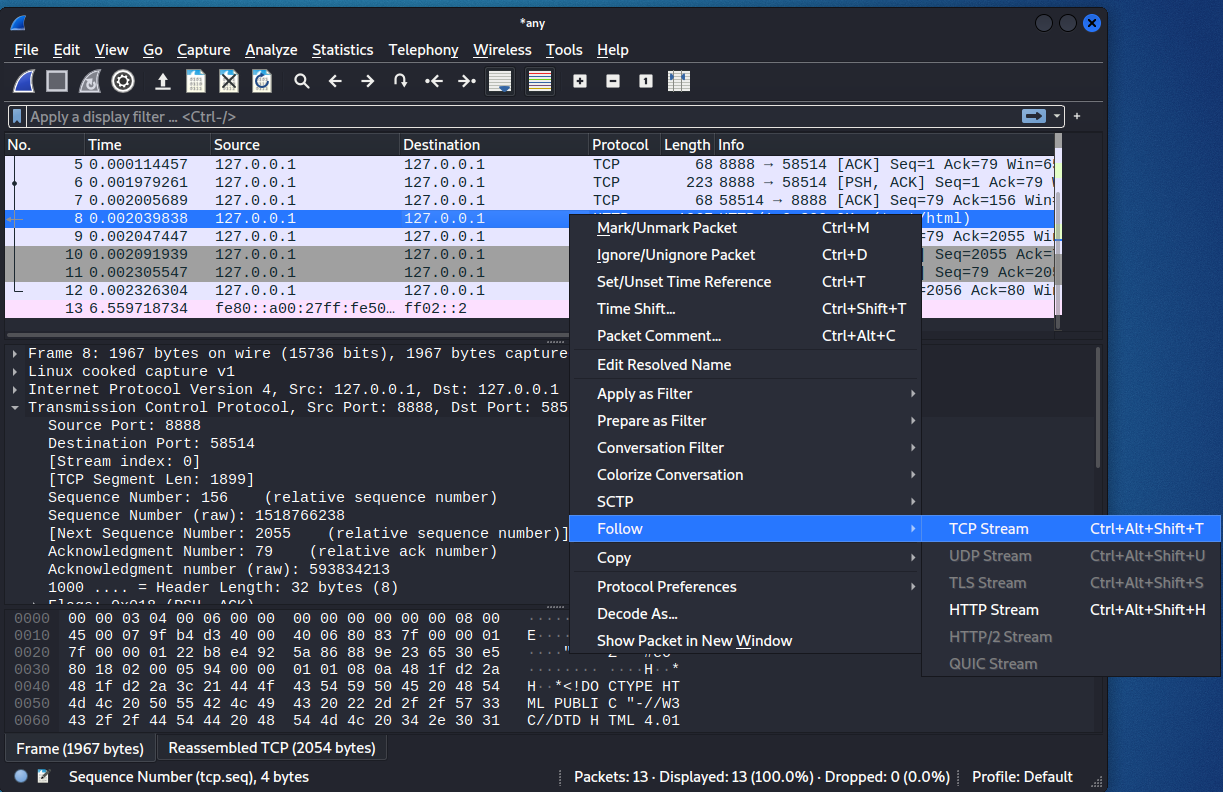 *any
File Edit View Go Capture Analyze Statistics Telephony Wireless Tools Help
Apply a display filter … <Ctrl-/>
No. Time Source Destination Protocol Length Info
5 0.000114457 127.0.0.1 127.0.0.1 TCP 68 8888 → 58514 [ACK] Seq=1 Ack=79
6 0.001979261 127.0.0.1 127.0.0.1 TCP 223 8888 → 58514 [PSH, ACK] Seq=1 Ack=79
7 0.002005689 127.0.0.1 127.0.0.1 TCP 68 58514 → 8888 [ACK] Seq=79 Ack=156 Win=
8 0.002039838 127.0.0.1 127.0.0.1
9 0.002047447 127.0.0.1 127.0.0.1 =79 Ack=2055
10 0.002091939 127.0.0.1 127.0.0.1 Seq=2055 Ack=
11 0.002305547 127.0.0.1 127.0.0.1 Seq=79
12 0.002326304 127.0.0.1 127.0.0.1 =2056 Ack=80
13 6.559718734 fe80::a00:27ff:fe50… ff02::2
Mark/Unmark Packet Ctrl+M
Ignore/Unignore Packet Ctrl+D
Set/Unset Time Reference Ctrl+T
Time Shift… Ctrl+Shift+T
Packet Comment… Ctrl+Alt+C
Edit Resolved Name
Apply as Filter
Prepare as Filter
Conversation Filter
Colorize Conversation
SCTP
Follow
Copy
Protocol Preferences
Decode As…
Show Packet in New Window
TCP Stream Ctrl+Alt+Shift+T
UDP Stream Ctrl+Alt+Shift+U
TLS Stream Ctrl+Alt+Shift+S
HTTP Stream Ctrl+Alt+Shift+H
HTTP/2 Stream
QUIC Stream
Frame 8: 1967 bytes on wire (15736 bits), 1967 bytes capture
Linux cooked capture v1
Internet Protocol Version 4, Src: 127.0.0.1, Dst: 127.0.0.1
Transmission Control Protocol, Src Port: 8888, Dst Port: 585
Source Port: 8888
Destination Port: 58514
[Stream index: 0]
[TCP Segment Len: 1899]
Sequence Number: 156 (relative sequence number)
Sequence Number (raw): 1518766238
[Next Sequence Number: 2055 (relative sequence number)]
Acknowledgment Number: 79 (relative ack number)
Acknowledgment number (raw): 593834213
1000 .... = Header Length: 32 bytes (8)
0000 00 00 03 04 00 06 00 00 00 00 00 00 00 00 08 00
0010 45 00 07 9f b4 d3 40 00 40 06 80 83 7f 00 00 01
0020 7f 00 00 01 22 b8 e4 92 5a 86 88 9e 23 65 30 e5
0030 80 18 02 00 05 94 00 00 01 01 08 0a 48 1f d2 2a ········ ····H··*
0040 48 1f d2 2a 3c 21 44 4f 43 54 59 50 45 20 48 54 H··*<!DO CTYPE HT
0050 4d 4c 20 50 55 42 4c 49 43 20 22 2d 2f 2f 57 33 ML PUBLI C "-//W3
0060 43 2f 2f 44 54 44 20 48 54 4d 4c 20 34 2e 30 31 C//DTD H TML 4.01
Frame (1967 bytes) Reassembled TCP (2054 bytes)
Sequence Number (tcp.seq), 4 bytes Packets: 13 · Displayed: 13 (100.0%) · Dropped: 0 (0.0%) Profile: Default